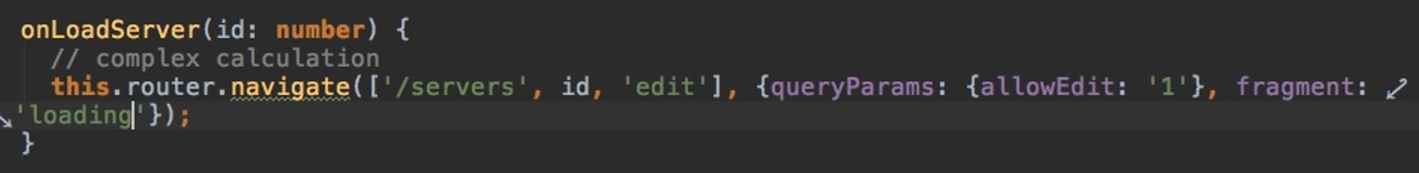 onLoadServer(id: number) {
// complex calculation
this.router.navigate(['/servers', id, 'edit'], {queryParams: {allowEdit: '1'}, fragment:
'loading'});
}